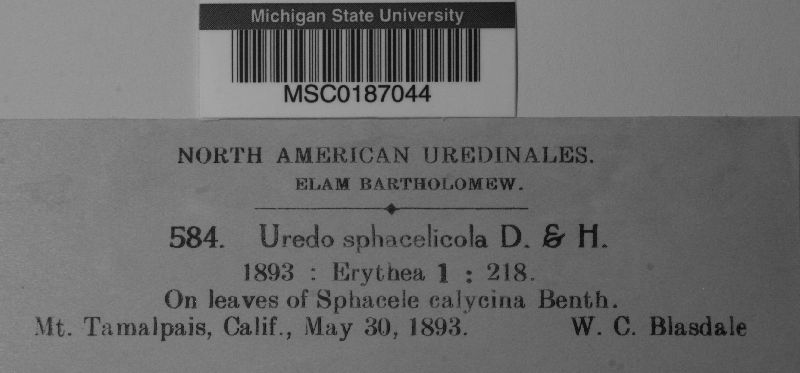 Michigan State University
MSC0187044
NORTH AMERICAN UREDINALES.
ELAM BARTHOLOMEW.
584. Uredo sphacelicola D. & H.
1893 : Erythea 1 : 218.
On leaves of Sphacele calycina Benth.
Mt. Tamalpais, Calif., May 30, 1893. W. C. Blasdale